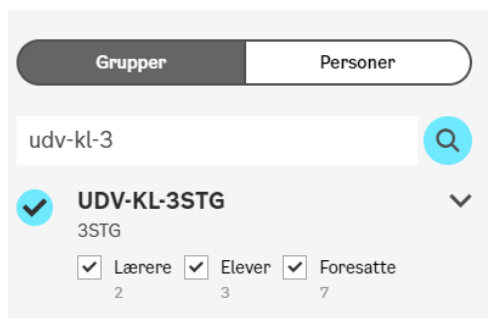 Grupper Personer
udv-kl-3
UDV-KL-3STG
3STG
Lærere Elever Foresatte
2 3 7